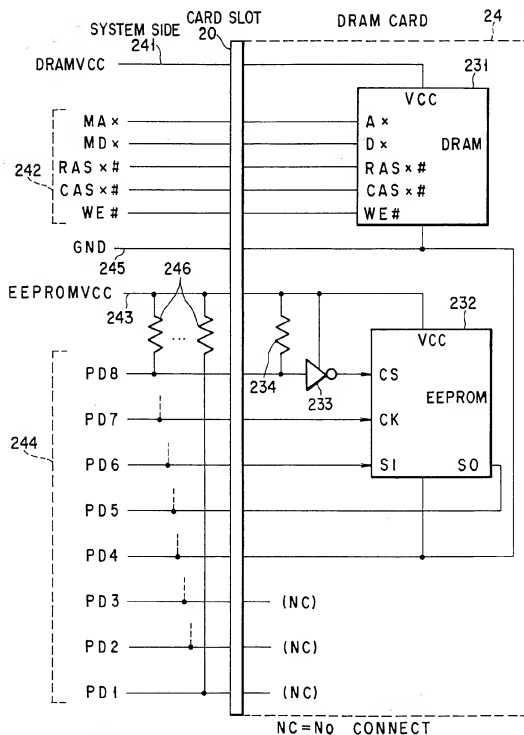 CARD SLOT
SYSTEM SIDE 20 DRAM CARD 24
241
DRAMVCC 231
VCC
MA× A×
MD× D× DRAM
242 RAS×# RAS×#
CAS×# CAS×#
WE# WE#
GND
245 246
EEPROMVCC
243 232
VCC
... 234
PD8 233 CS
EEPROM
PD7 CK
244
PD6 SI SO
PD5
PD4
PD3 (NC)
PD2 (NC)
PD1 (NC)
NC=NO CONNECT